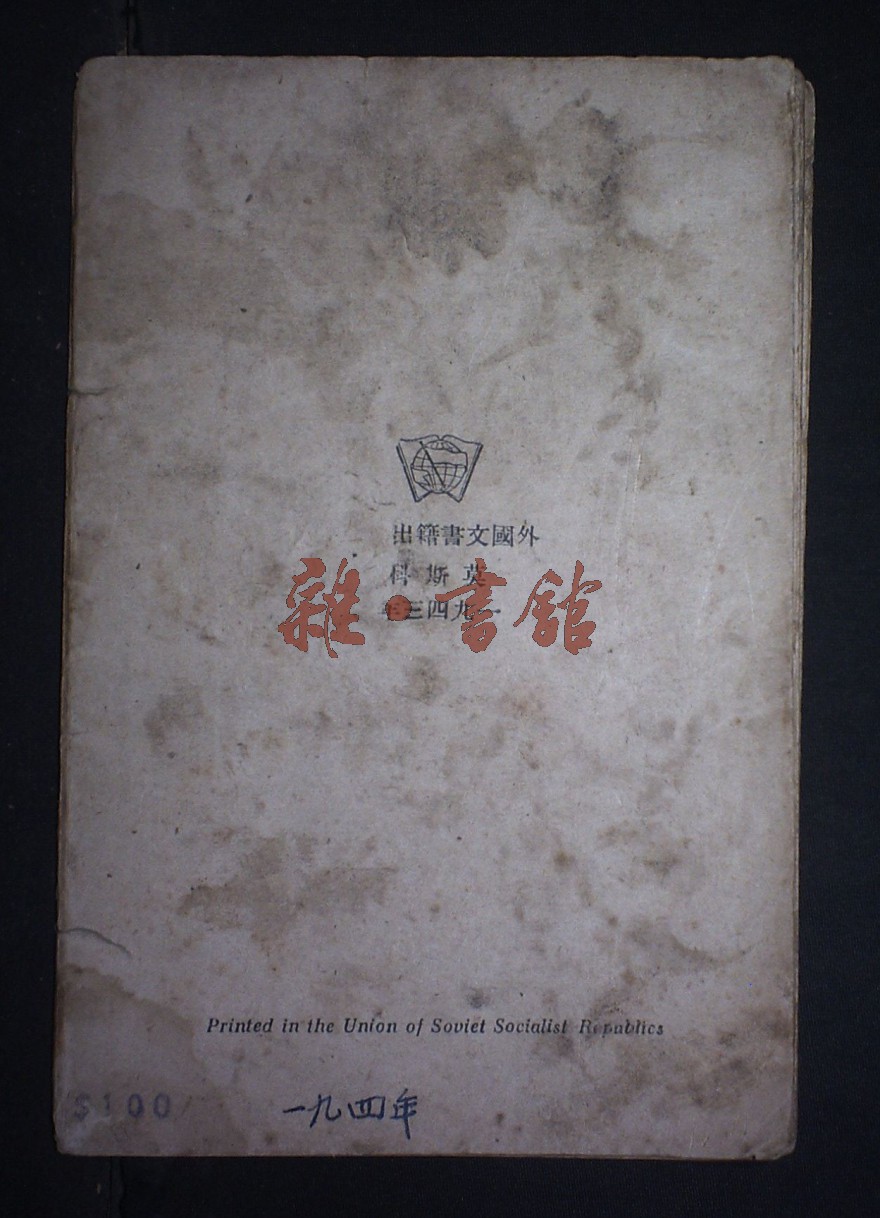 外國文書籍出
莫斯科
一九四三年
雜•書館
Printed in the Union of Soviet Socialist Republics
$100
一九四年